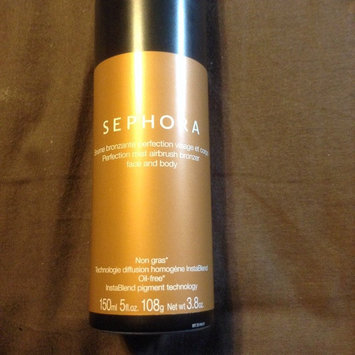 SEPHORA
Brume bronzante perfection visage et corps
Perfection mist airbrush bronzer
face and body
Non gras*
Technologie diffusion homogène InstaBlend
Oil-free*
InstaBlend pigment technology
150ml 5fl.oz. 108g Net wt 3.8oz.